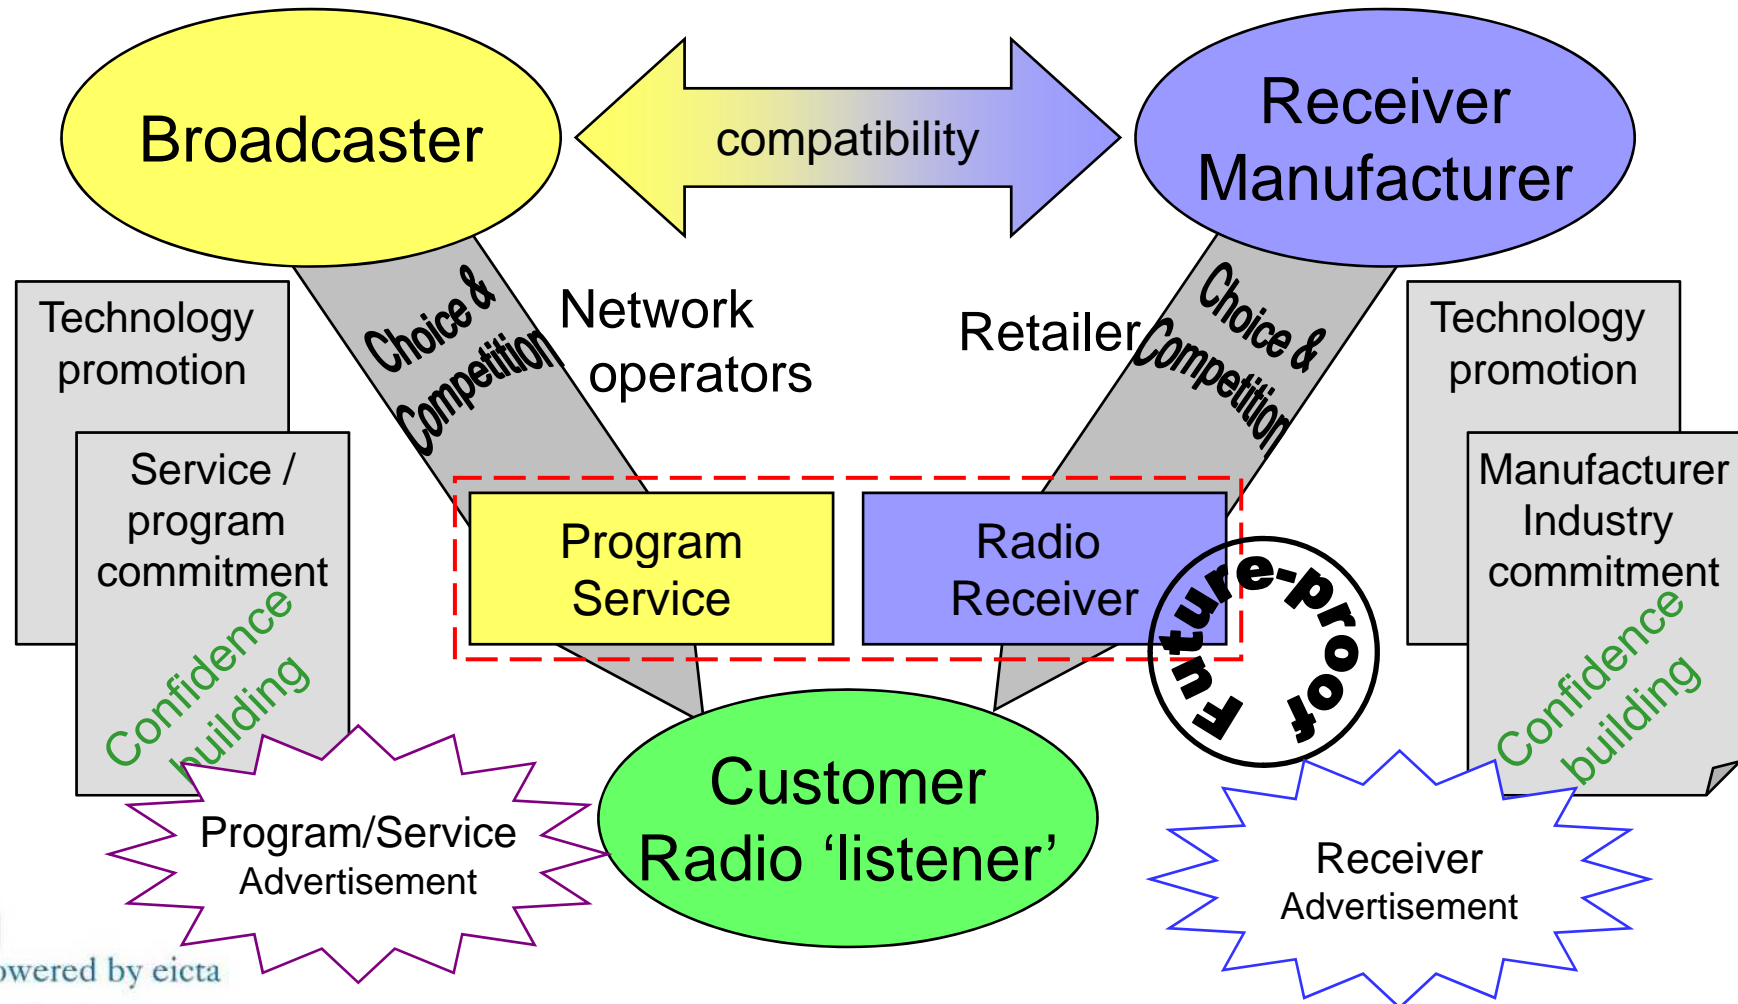 Broadcaster
compatibility
Receiver
Manufacturer
Choice &
Competition
Network
operators
Retailer
Choice &
Competition
Technology
promotion
Service /
program
commitment
Confidence
building
Technology
promotion
Manufacturer
Industry
commitment
Confidence
building
Program
Service
Radio
Receiver
Future-proof
Customer
Radio ‘listener’
Program/Service
Advertisement
Receiver
Advertisement
owered by eicta